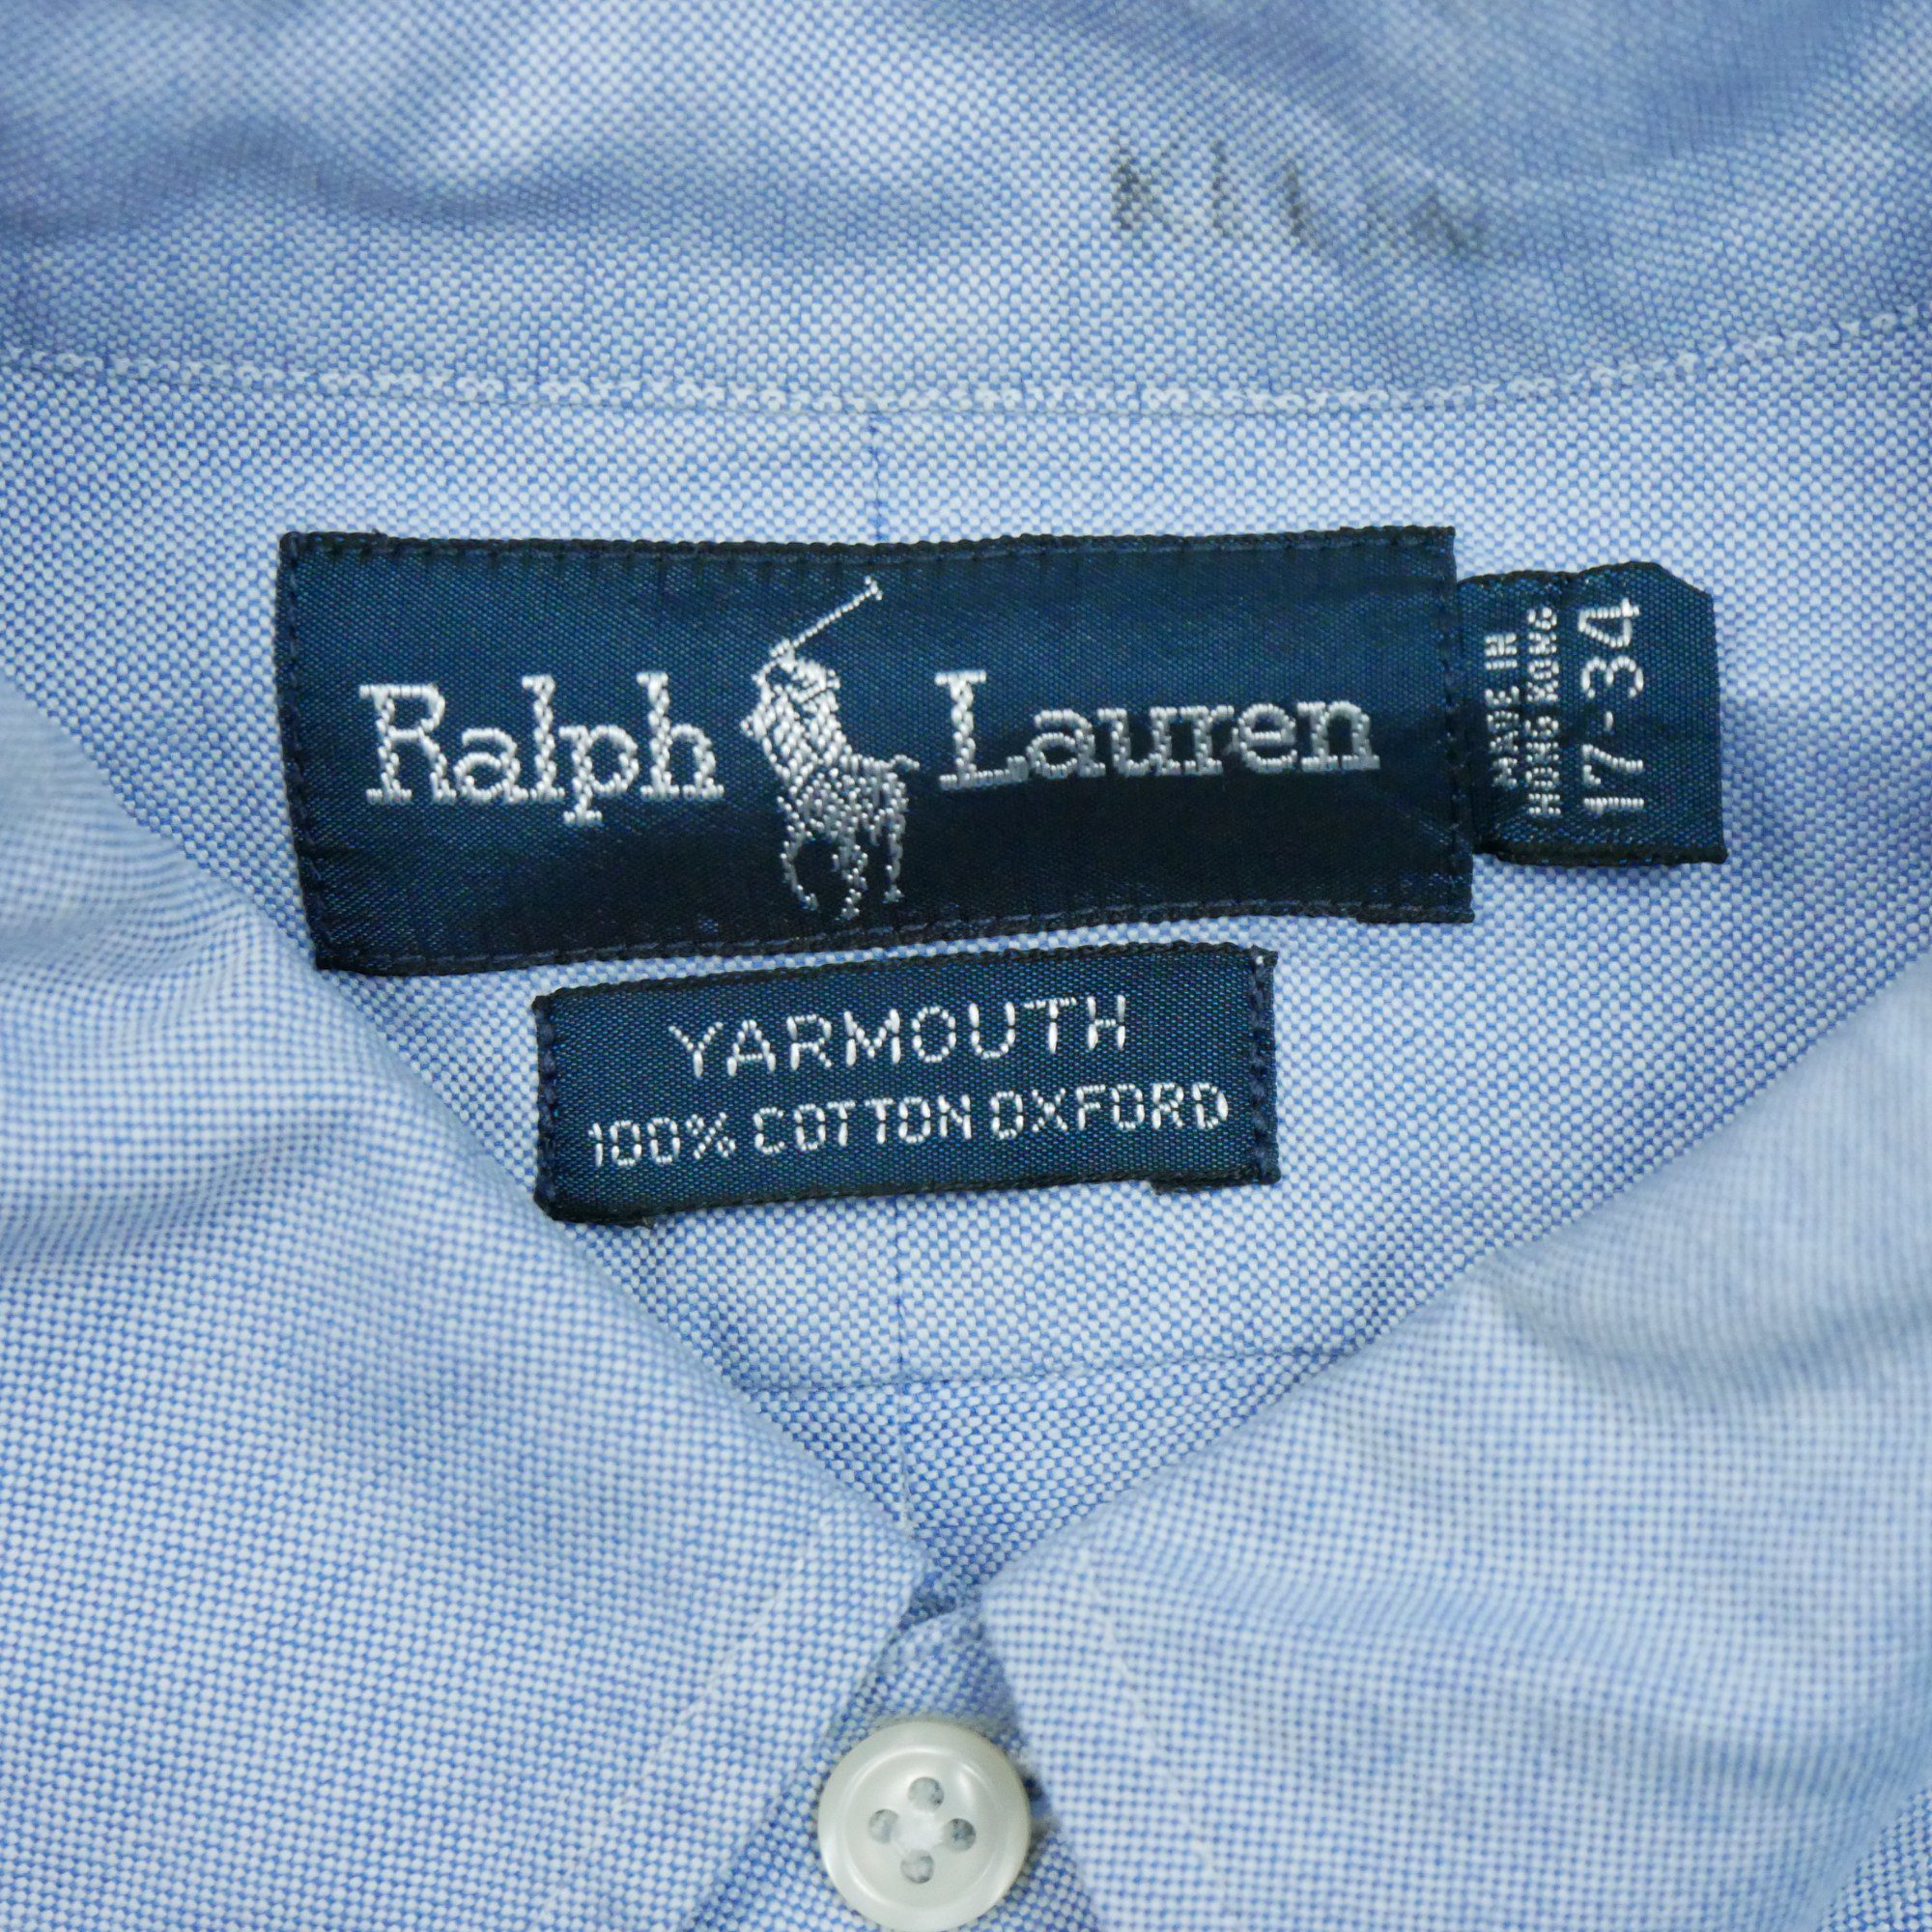 Ralph Lauren
MADE IN
HONG KONG
17-34
YARMOUTH
100% COTTON OXFORD